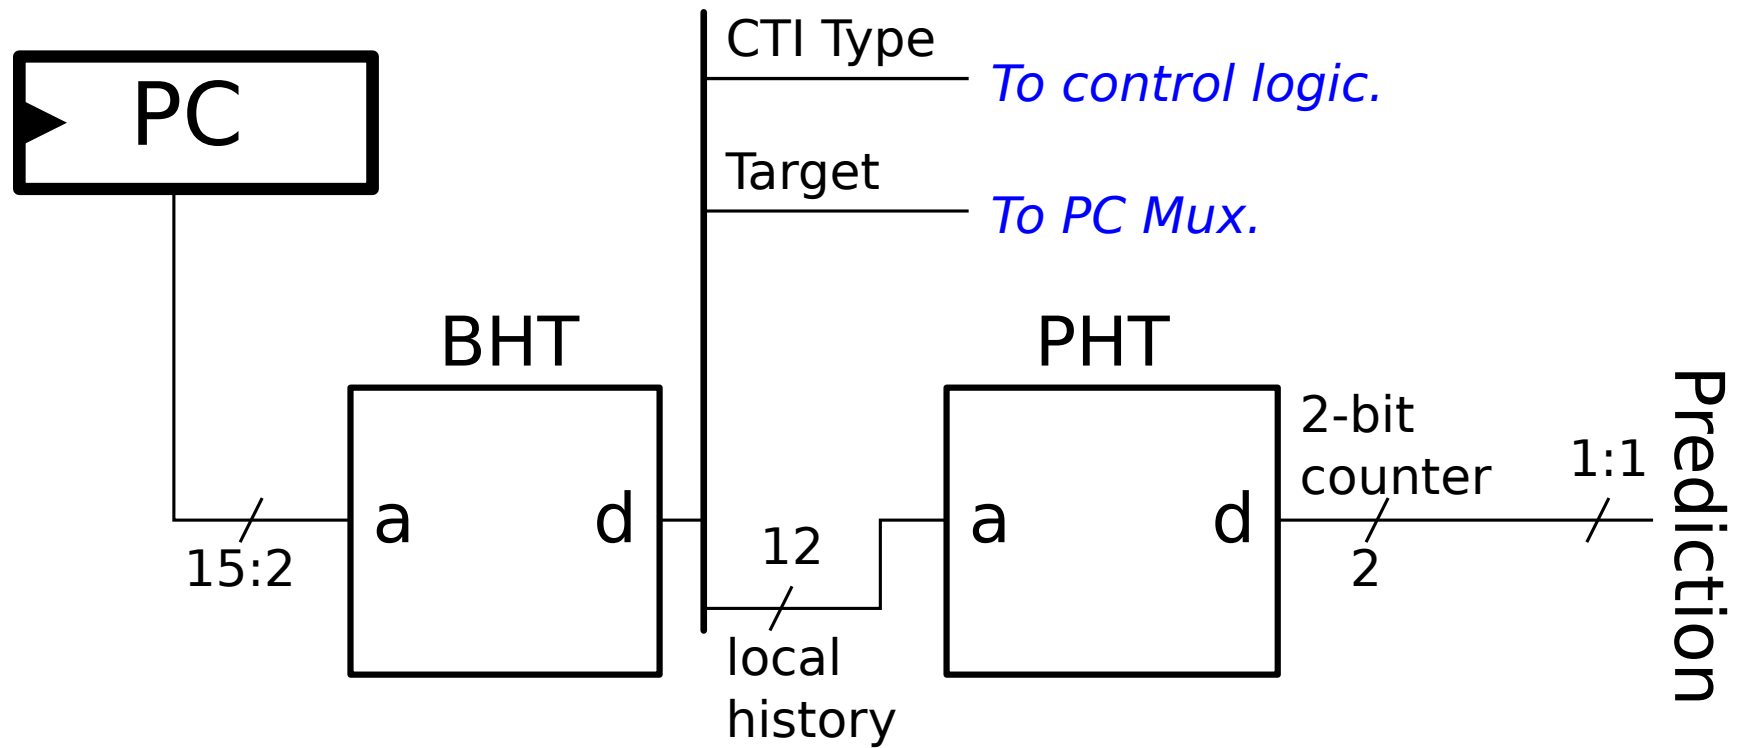 PC
CTI Type
To control logic.
Target
To PC Mux.
BHT
a
d
15:2
12
local
history
PHT
a
d
2-bit
counter
2
1:1
Prediction